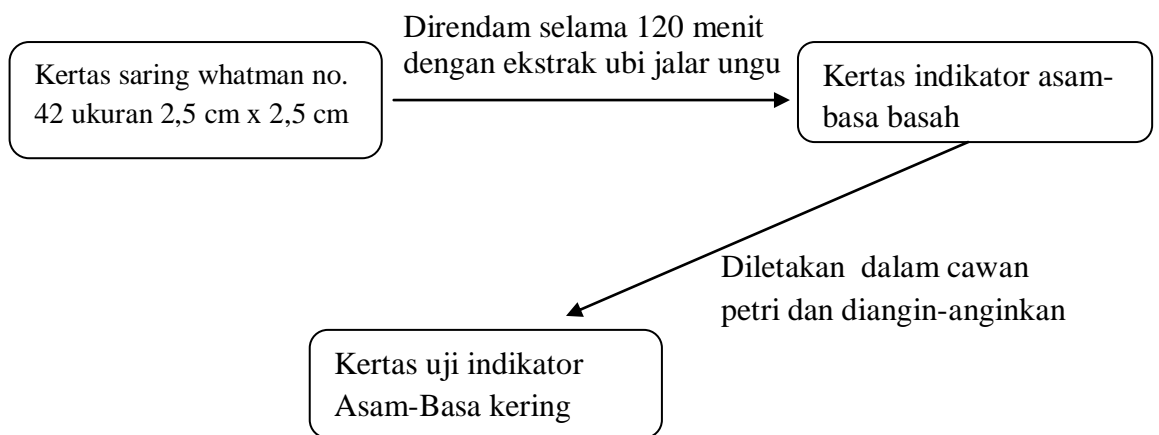 Kertas saring whatman no.
42 ukuran 2,5 cm x 2,5 cm
Direndam selama 120 menit
dengan ekstrak ubi jalar ungu
Kertas indikator asam-
basa basah
Diletakan dalam cawan
petri dan diangin-anginkan
Kertas uji indikator
Asam-Basa kering